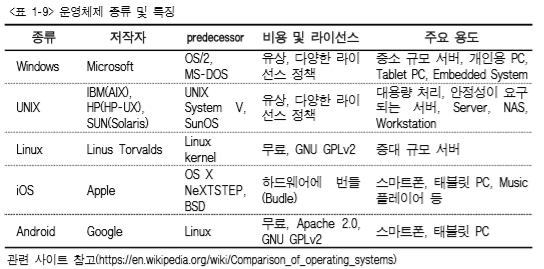 <표 1-9> 운영체제 종류 및 특징
종류 저작자 predecessor 비용 및 라이선스 주요 용도
Windows Microsoft OS/2, MS-DOS 유상, 다양한 라이선스 정책 중소 규모 서버, 개인용 PC, Tablet PC, Embedded System
UNIX IBM(AIX), HP(HP-UX), SUN(Solaris) UNIX System V, SunOS 유상, 다양한 라이선스 정책 대용량 처리, 안정성이 요구되는 서버, Server, NAS, Workstation
Linux Linus Torvalds Linux kernel 무료, GNU GPLv2 중대 규모 서버
iOS Apple OS X NeXTSTEP, BSD 하드웨어에 번들(Budle) 스마트폰, 태블릿 PC, Music 플레이어 등
Android Google Linux 무료, Apache 2.0, GNU GPLv2 스마트폰, 태블릿 PC
관련 사이트 참고(https://en.wikipedia.org/wiki/Comparison_of_operating_systems)